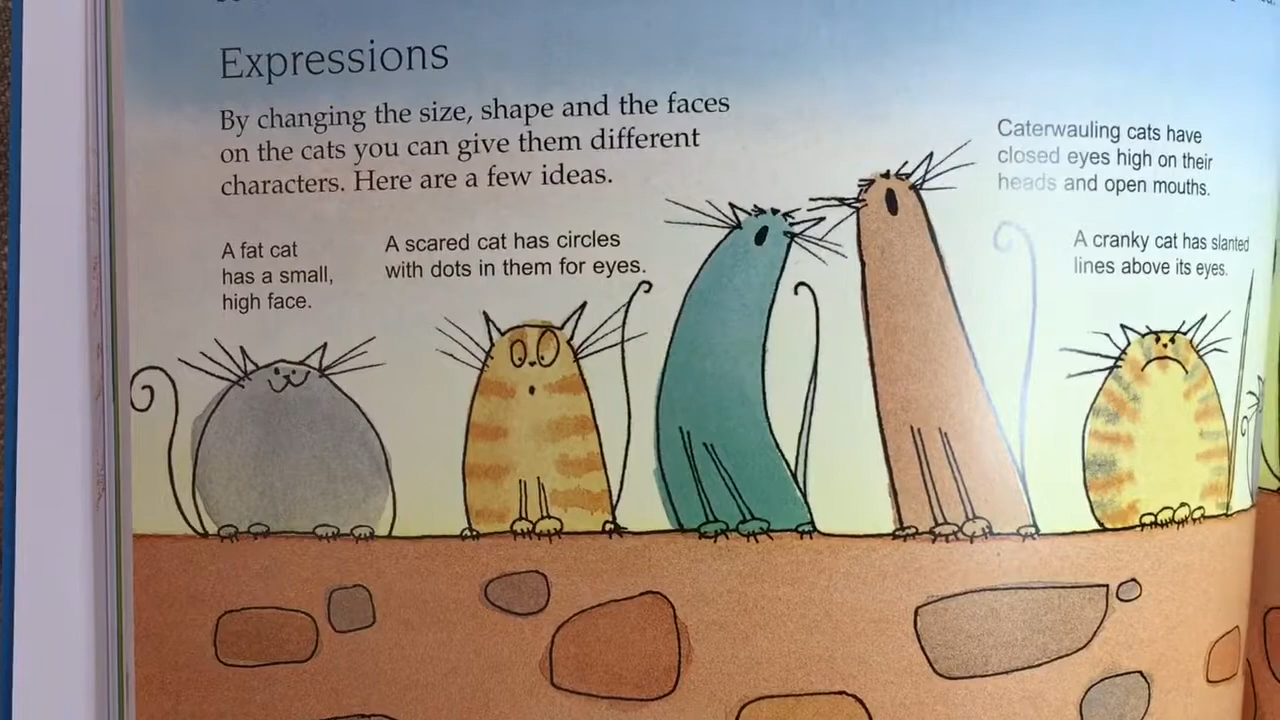 Expressions
By changing the size, shape and the faces
on the cats you can give them different
characters. Here are a few ideas.
A fat cat
has a small,
high face.
A scared cat has circles
with dots in them for eyes.
Caterwauling cats have
closed eyes high on their
heads and open mouths.
A cranky cat has slanted
lines above its eyes.